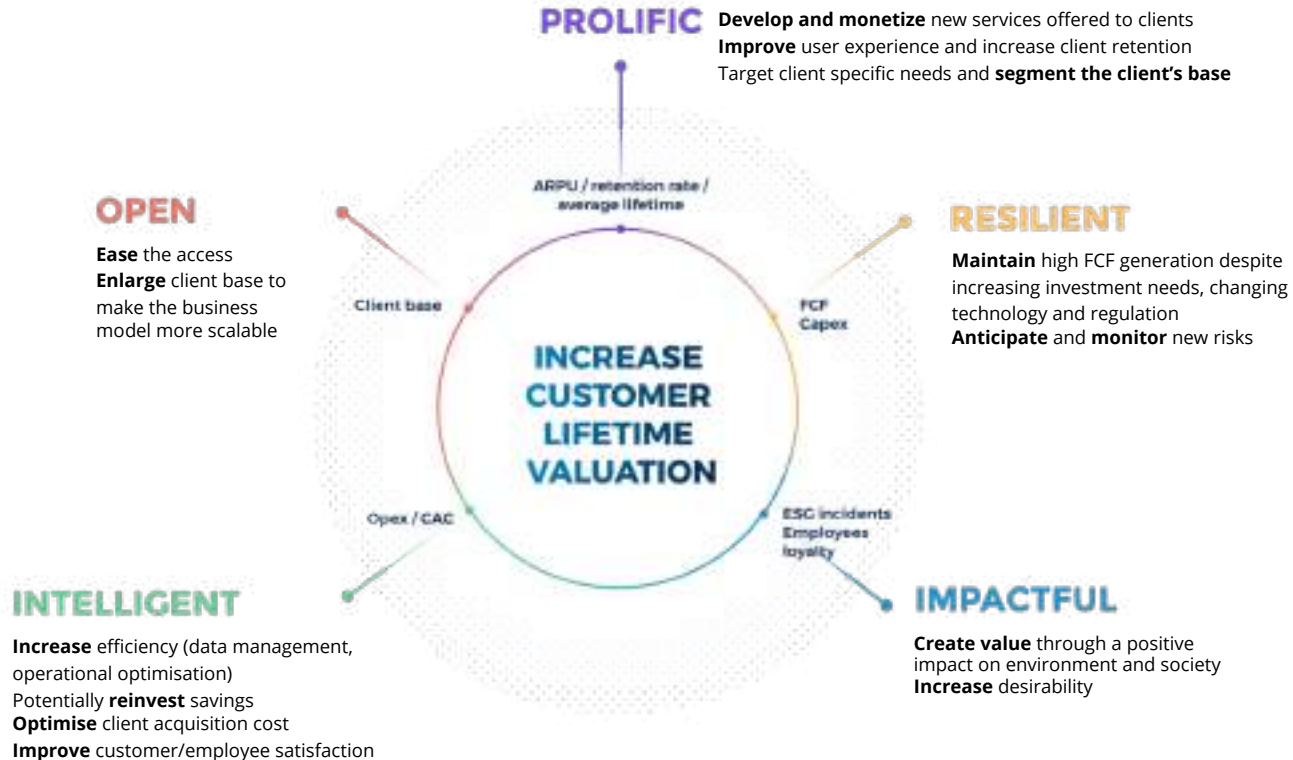 PROLIFIC
Develop and monetize new services offered to clients
Improve user experience and increase client retention
Target client specific needs and segment the client's base
ARPU / retention rate /
average lifetime
OPEN
Ease the access
Enlarge client base to
make the business
model more scalable
Client base
RESILIENT
Maintain high FCF generation despite
increasing investment needs, changing
technology and regulation
Anticipate and monitor new risks
FCF
Capex
INCREASE
CUSTOMER
LIFETIME
VALUATION
Opex / CAC
ESG incidents
Employees
loyalty
INTELLIGENT
Increase efficiency (data management,
operational optimisation)
Potentially reinvest savings
Optimise client acquisition cost
Improve customer/employee satisfaction
IMPACTFUL
Create value through a positive
impact on environment and society
Increase desirability